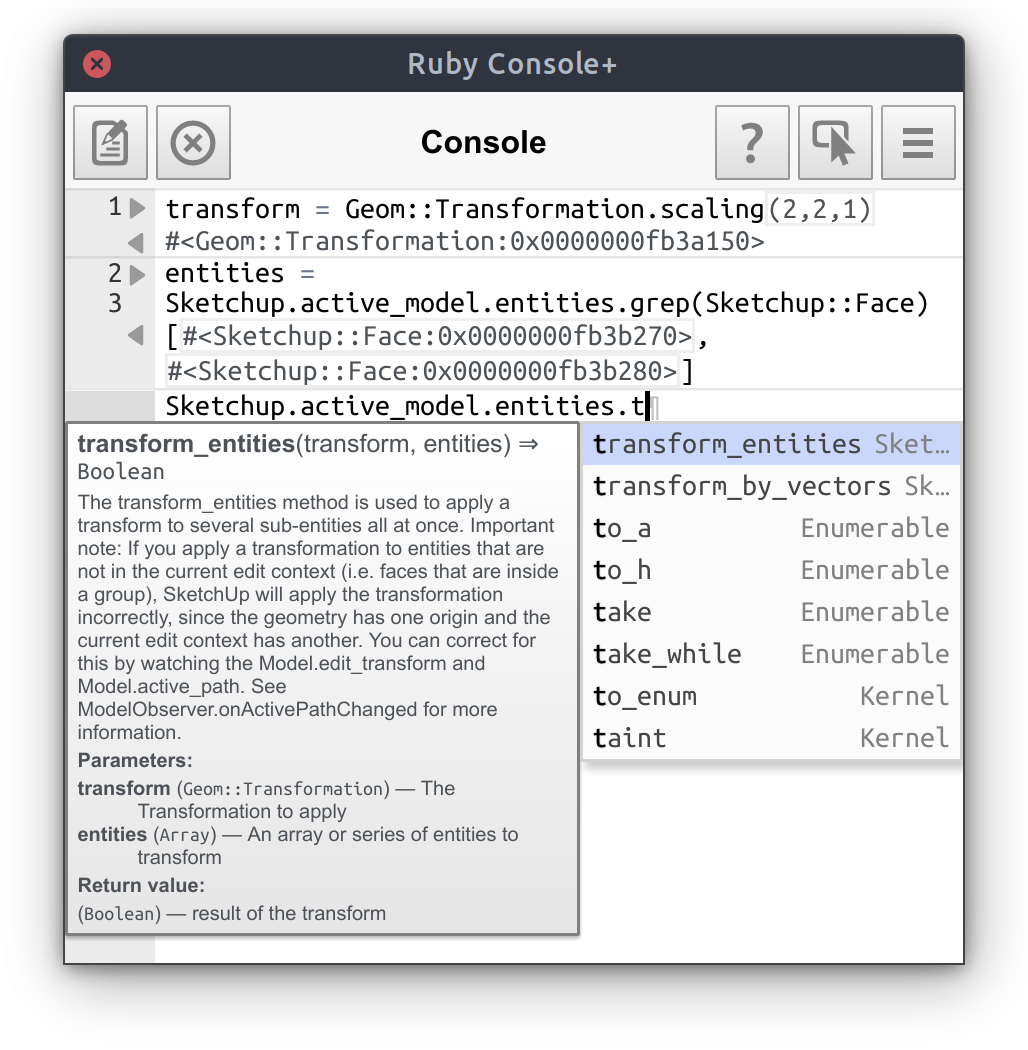 Ruby Console+
Console
?
1 transform = Geom::Transformation.scaling(2,2,1)
#<Geom::Transformation:0x0000000fb3a150>
2 entities =
3 Sketchup.active_model.entities.grep(Sketchup::Face)
[#<Sketchup::Face:0x0000000fb3b270>,
#<Sketchup::Face:0x0000000fb3b280>]
Sketchup.active_model.entities.t¶
transform_entities(transform, entities) ⇒
Boolean
The transform_entities method is used to apply a
transform to several sub-entities all at once. Important
note: If you apply a transformation to entities that are
not in the current edit context (i.e. faces that are inside
a group), SketchUp will apply the transformation
incorrectly, since the geometry has one origin and the
current edit context has another. You can correct for
this by watching the Model.edit_transform and
Model.active_path. See
ModelObserver.onActivePathChanged for more
information.
Parameters:
transform (Geom::Transformation) — The
Transformation to apply
entities (Array) — An array or series of entities to
transform
Return value:
(Boolean) — result of the transform
transform_entities Sket…
transform_by_vectors Sk…
to_a Enumerable
to_h Enumerable
take Enumerable
take_while Enumerable
to_enum Kernel
taint Kernel